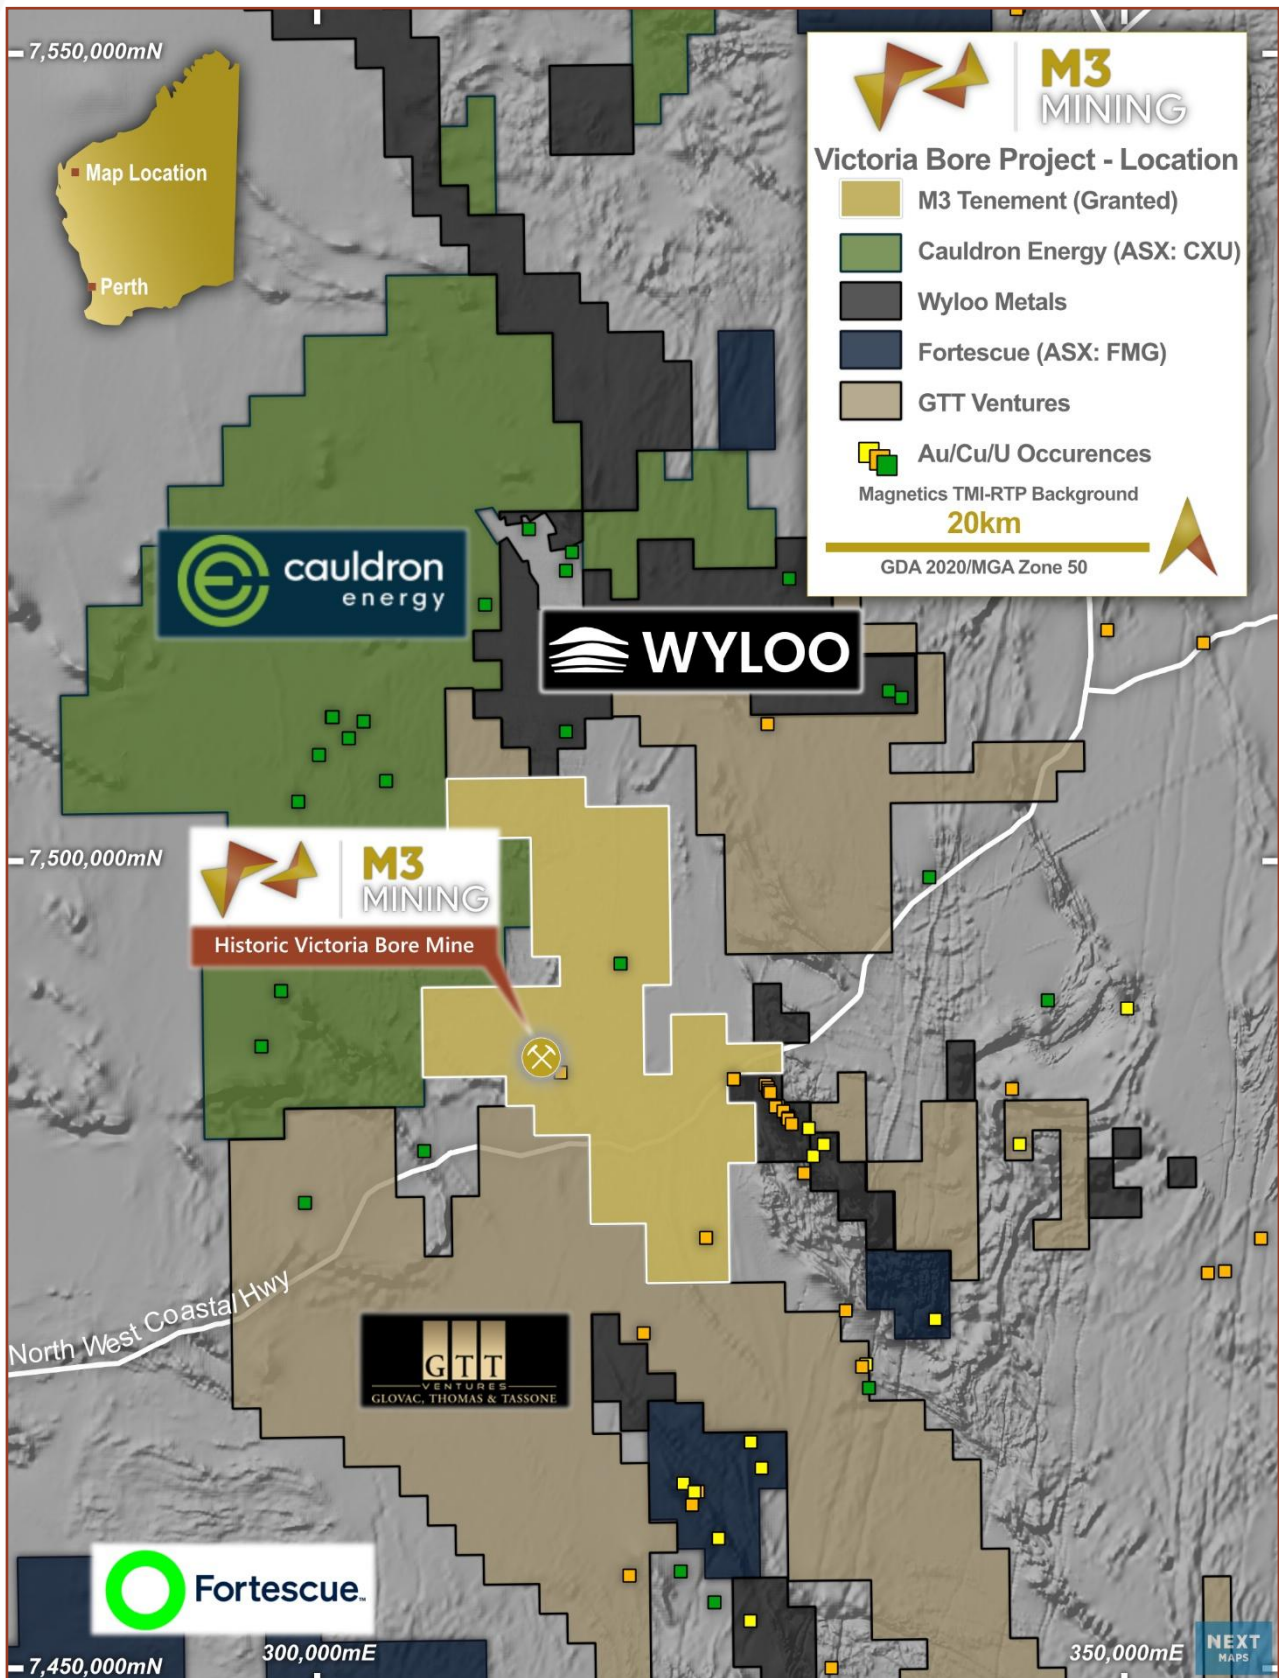 7,550,000mN
Map Location
Perth
M3
MINING
Victoria Bore Project - Location
M3 Tenement (Granted)
Cauldron Energy (ASX: CXU)
Wyloo Metals
Fortescue (ASX: FMG)
GTT Ventures
Au/Cu/U Occurences
Magnetics TMI-RTP Background
20km
GDA 2020/MGA Zone 50
cauldron
energy
WYLOO
7,500,000mN
M3
MINING
Historic Victoria Bore Mine
North West Coastal Hwy
GTT
VENTURES
GLOVAC, THOMAS & TASSONE
Fortescue™
300,000mE
350,000mE
7,450,000mN
NEXT
MAPS